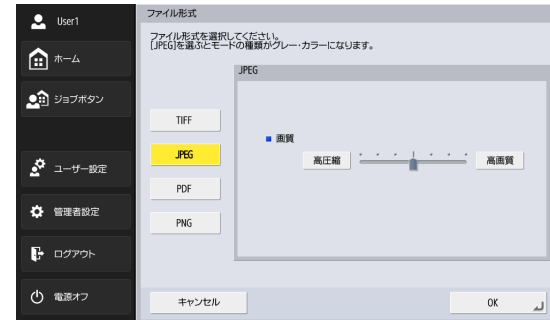 User1
ホーム
ジョブボタン
ユーザー設定
管理者設定
ログアウト
電源オフ
ファイル形式
ファイル形式を選択してください。
[JPEG]を選ぶとモードの種類がグレー・カラーになります。
TIFF
JPEG
PDF
PNG
JPEG
画質
高圧縮
高画質
キャンセル
OK